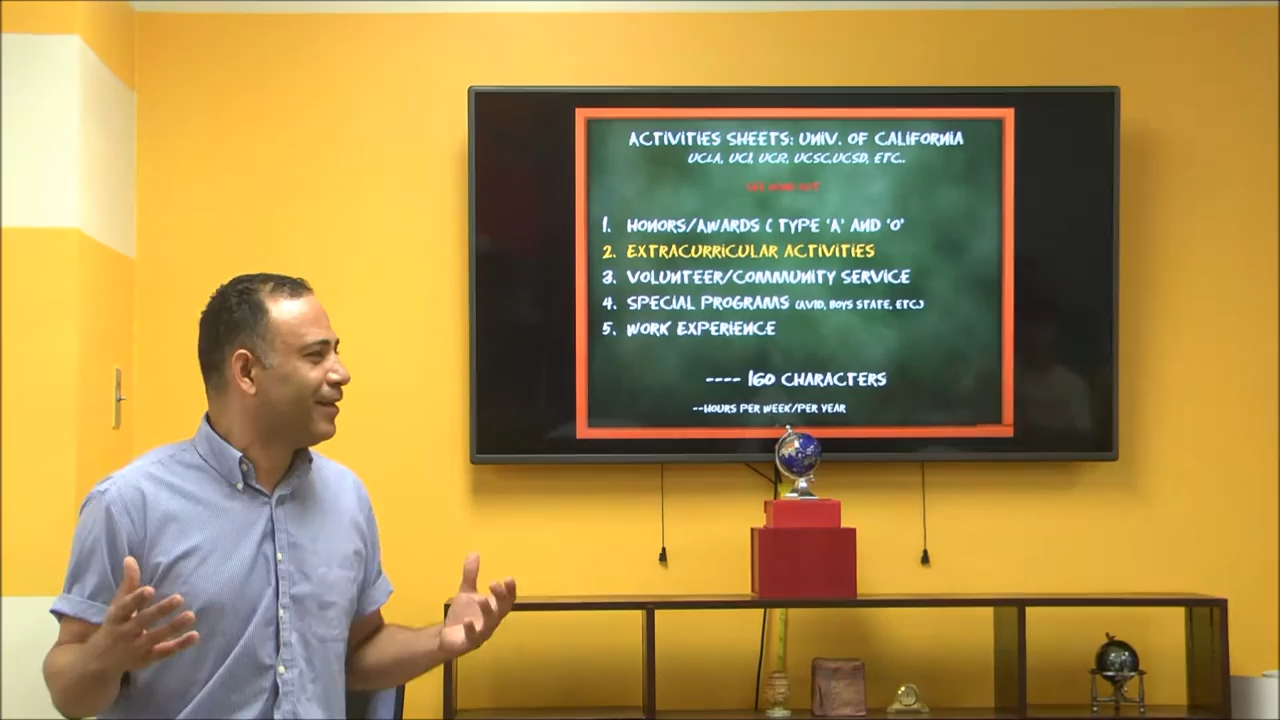 ACTIVITIES SHEETS: UNIV. OF CALIFORNIA
UCLA, UCI, UCR, UCSC,UCSD, ETC..
1. HONORS/AWARDS ( TYPE 'A' AND 'O'
2. EXTRACURRICULAR ACTIVITIES
3. VOLUNTEER/COMMUNITY SERVICE
4. SPECIAL PROGRAMS (AVID, BOYS STATE, ETC.)
5. WORK EXPERIENCE
---- 160 CHARACTERS
--HOURS PER WEEK/PER YEAR